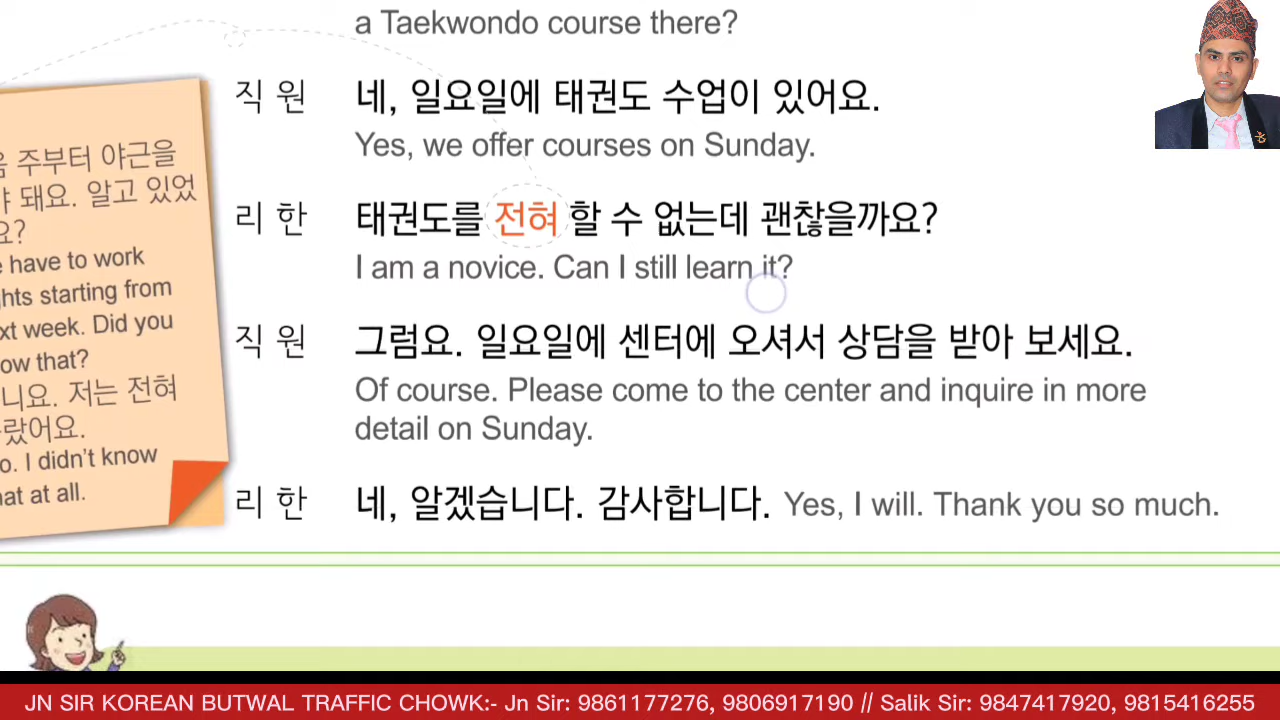 a Taekwondo course there?
직 원 네, 일요일에 태권도 수업이 있어요.
Yes, we offer courses on Sunday.
리 한 태권도를 전혀 할 수 없는데 괜찮을까요?
I am a novice. Can I still learn it?
직 원 그럼요. 일요일에 센터에 오셔서 상담을 받아 보세요.
Of course. Please come to the center and inquire in more
detail on Sunday.
리 한 네, 알겠습니다. 감사합니다. Yes, I will. Thank you so much.
주부터 야근을
돼요. 알고 있었
요?
have to work
ghts starting from
xt week. Did you
ow that?
니요. 저는 전혀
랐어요.
o. I didn't know
hat at all.
JN SIR KOREAN BUTWAL TRAFFIC CHOWK:- Jn Sir: 9861177276, 9806917190 // Salik Sir: 9847417920, 9815416255